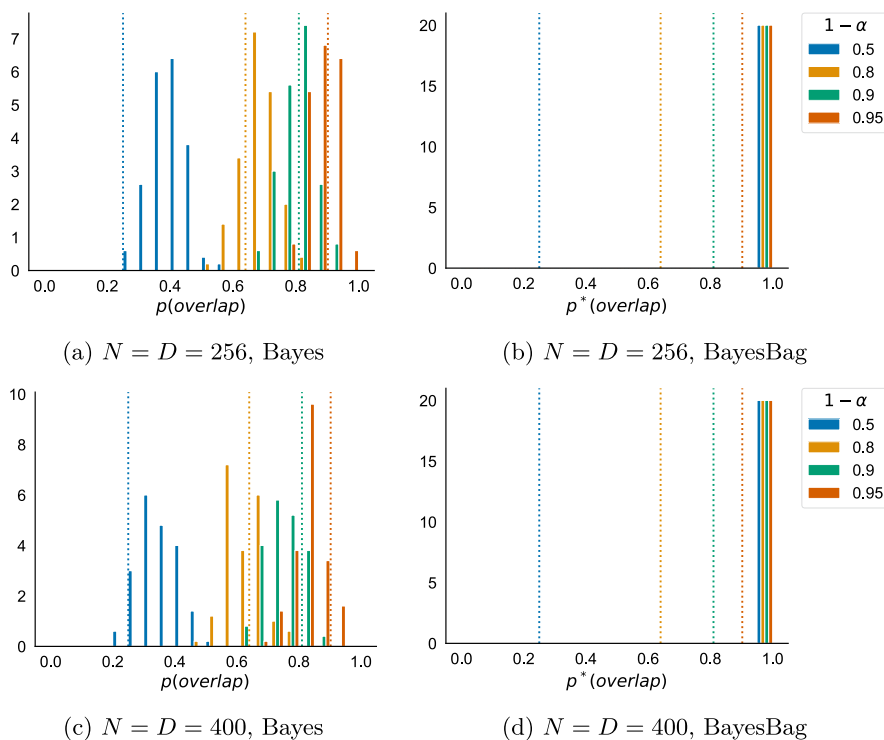 7
6
5
4
3
2
1
0
0.0 0.2 0.4 0.6 0.8 1.0
p(overlap)
(a) N = D = 256, Bayes
20
15
10
5
0
0.0 0.2 0.4 0.6 0.8 1.0
p*(overlap)
1 − α
0.5
0.8
0.9
0.95
(b) N = D = 256, BayesBag
10
8
6
4
2
0
0.0 0.2 0.4 0.6 0.8 1.0
p(overlap)
(c) N = D = 400, Bayes
20
15
10
5
0
0.0 0.2 0.4 0.6 0.8 1.0
p*(overlap)
1 − α
0.5
0.8
0.9
0.95
(d) N = D = 400, BayesBag